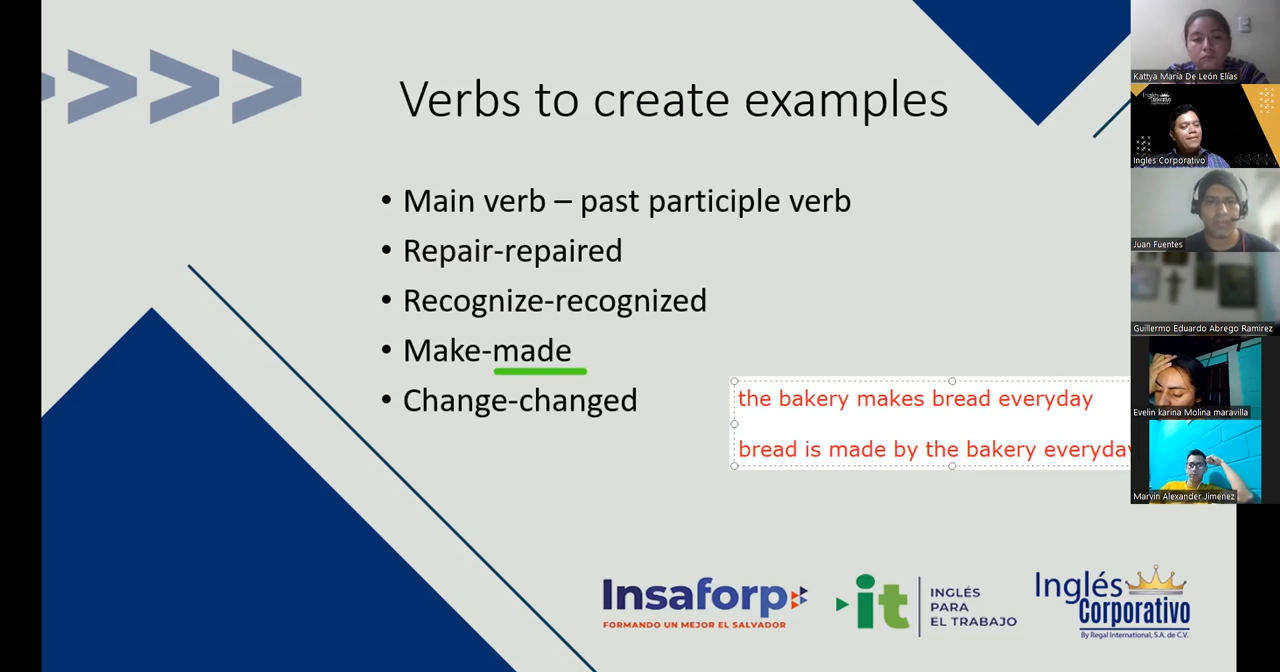 Verbs to create examples
• Main verb – past participle verb
• Repair-repaired
• Recognize-recognized
• Make-made
• Change-changed
the bakery makes bread everyday
bread is made by the bakery everyday
Insaforp
FORMANDO UN MEJOR EL SALVADOR
it
INGLÉS
PARA
EL TRABAJO
Inglés
Corporativo
By Regal International, S.A. de C.V.
Kattya María De León Elías
Inglés
Corporativo
Ingles Corporativo
Juan Fuentes
Guillermo Eduardo Abrego Ramirez
Evelin karina Molina maravilla
Marvin Alexander Jimenez